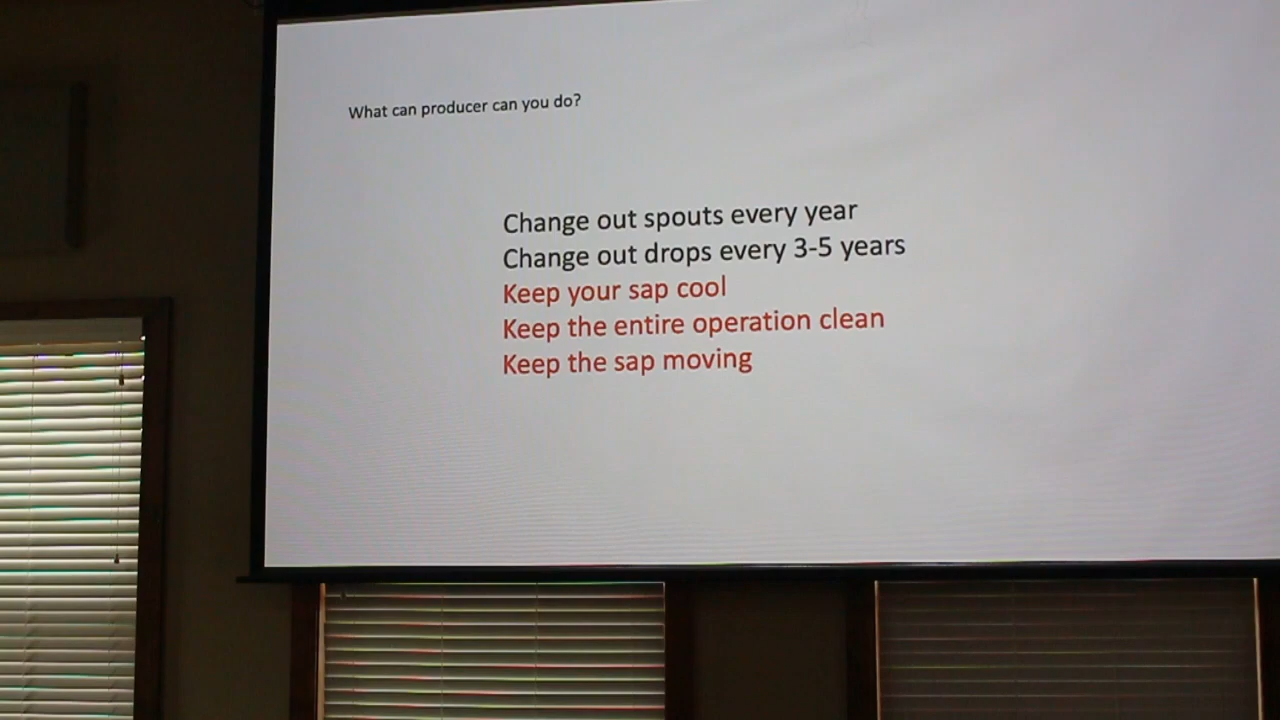 What can producer can you do?
Change out spouts every year
Change out drops every 3-5 years
Keep your sap cool
Keep the entire operation clean
Keep the sap moving